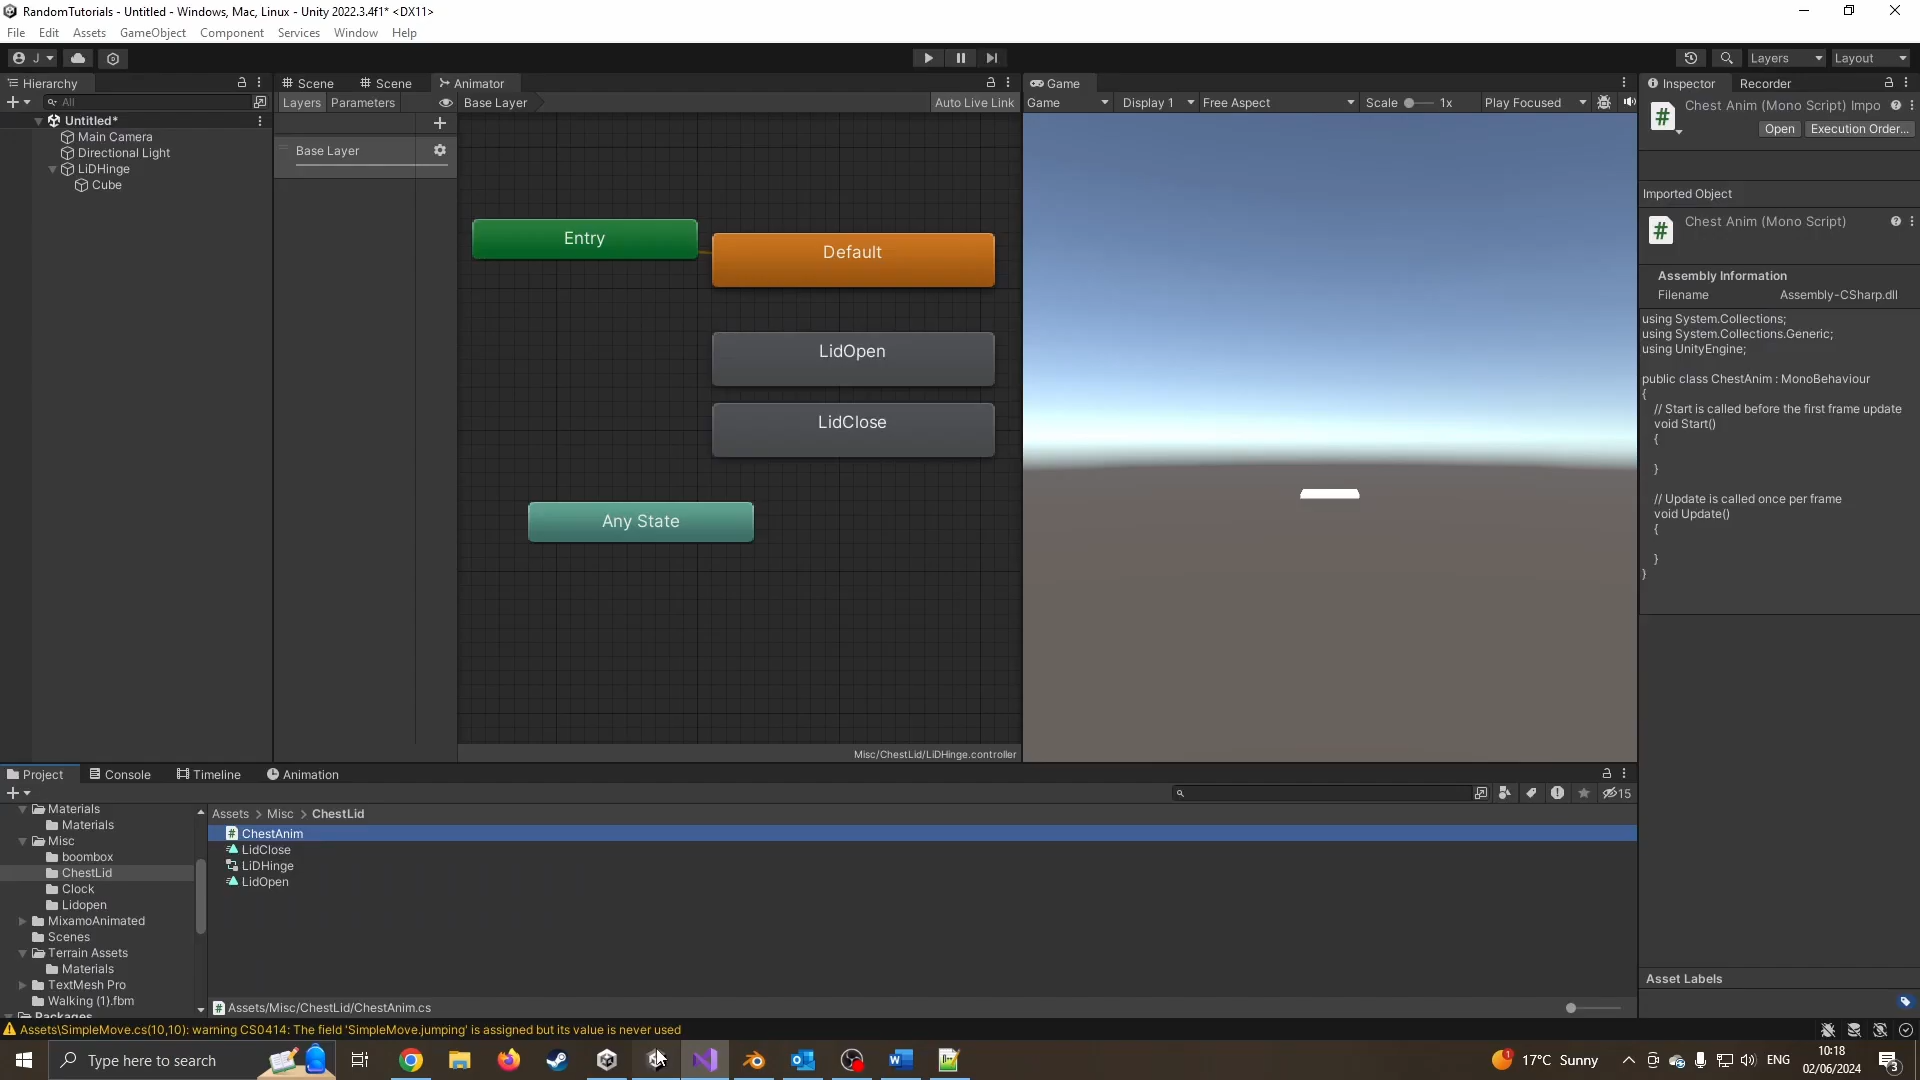 RandomTutorials - Untitled - Windows, Mac, Linux - Unity 2022.3.4f1* <DX11>
File Edit Assets GameObject Component Services Window Help
J
Layers Layout
Hierarchy
Scene Scene Animator
Game
Inspector Recorder
All
Layers Parameters Base Layer Auto Live Link
Game Display 1 Free Aspect Scale 1x Play Focused
Chest Anim (Mono Script) Impo
Open Execution Order...
Untitled*
Main Camera
Directional Light
LiDHinge
Cube
Base Layer
Entry
Default
LidOpen
LidClose
Any State
Misc/ChestLid/LiDHinge.controller
Imported Object
Chest Anim (Mono Script)
Assembly Information
Filename Assembly-CSharp.dll
using System.Collections;
using System.Collections.Generic;
using UnityEngine;
public class ChestAnim : MonoBehaviour
{
// Start is called before the first frame update
void Start()
{
}
// Update is called once per frame
void Update()
{
}
}
Asset Labels
Project Console Timeline Animation
15
Materials
Materials
Misc
boombox
ChestLid
Clock
Lidopen
MixamoAnimated
Scenes
Terrain Assets
Materials
TextMesh Pro
Walking (1).fbm
Packages
Assets > Misc > ChestLid
ChestAnim
LidClose
LiDHinge
LidOpen
Assets/Misc/ChestLid/ChestAnim.cs
Assets\SimpleMove.cs(10,10): warning CS0414: The field 'SimpleMove.jumping' is assigned but its value is never used
Type here to search
17°C Sunny
ENG
10:18
02/06/2024
3